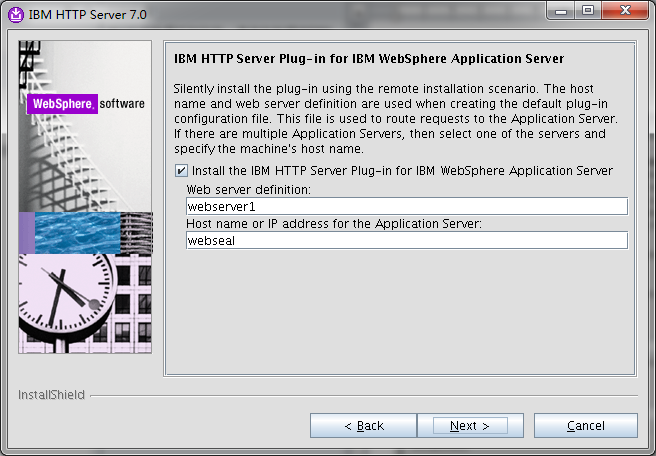 IBM HTTP Server 7.0
WebSphere. software
IBM HTTP Server Plug-in for IBM WebSphere Application Server
Silently install the plug-in using the remote installation scenario. The host
name and web server definition are used when creating the default plug-in
configuration file. This file is used to route requests to the Application Server.
If there are multiple Application Servers, then select one of the servers and
specify the machine's host name.
Install the IBM HTTP Server Plug-in for IBM WebSphere Application Server
Web server definition:
webserver1
Host name or IP address for the Application Server:
webseal
InstallShield
< Back
Next >
Cancel